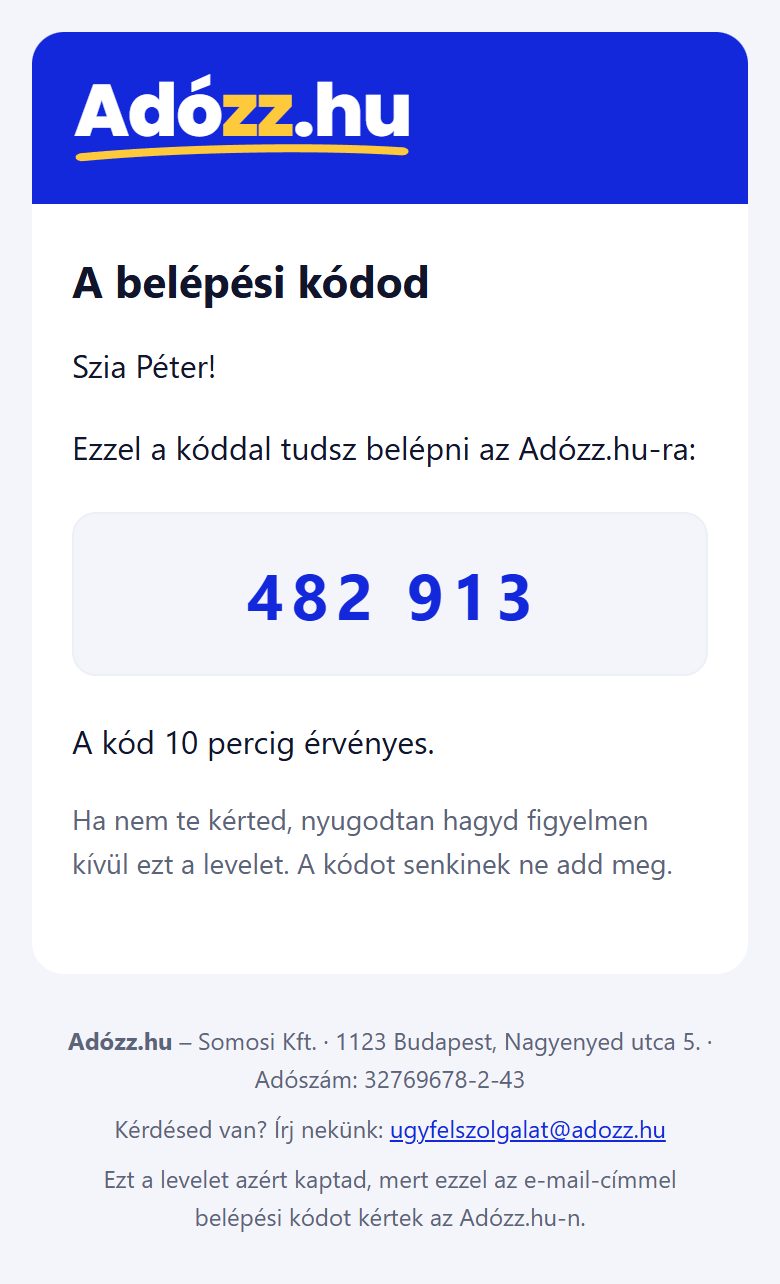 Adózz.hu
A belépési kódod
Szia Péter!
Ezzel a kóddal tudsz belépni az Adózz.hu-ra:
482 913
A kód 10 percig érvényes.
Ha nem te kérted, nyugodtan hagyd figyelmen
kívül ezt a levelet. A kódot senkinek ne add meg.
Adózz.hu – Somosi Kft. · 1123 Budapest, Nagyenyed utca 5. ·
Adószám: 32769678-2-43
Kérdésed van? Írj nekünk: ugyfelszolgalat@adozz.hu
Ezt a levelet azért kaptad, mert ezzel az e-mail-címmel
belépési kódot kértek az Adózz.hu-n.